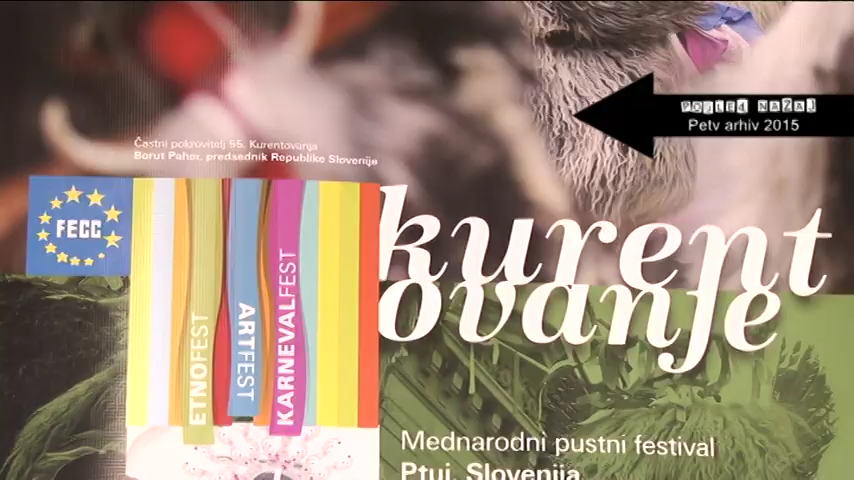 POGLED NAZAJ
Petv arhiv 2015
Častni pokrovitelj 55. Kurentovanja
Borut Pahor, predsednik Republike Slovenije
FECC
kurent
ovanje
ETNOFEST
ARTFEST
KARNEVALFEST
Mednarodni pustni festival
Ptuj, Slovenija